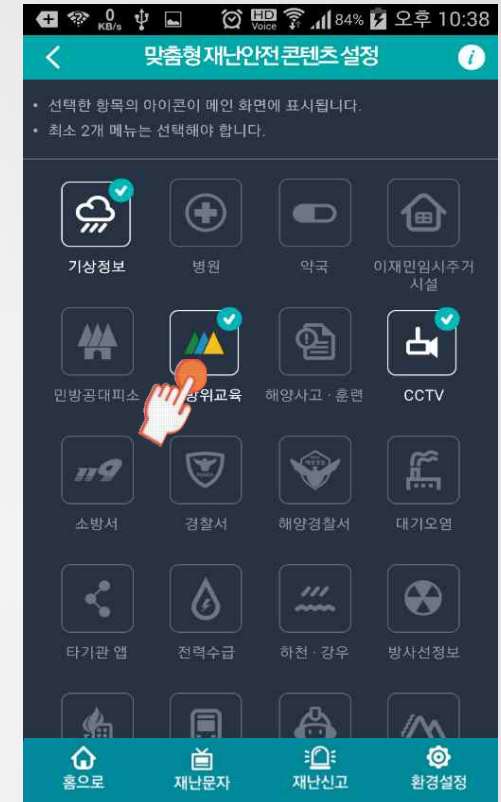 0 KB/s HD Voice 84% 오후 10:38
맞춤형 재난안전 콘텐츠 설정
• 선택한 항목의 아이콘이 메인 화면에 표시됩니다.
• 최소 2개 메뉴는 선택해야 합니다.
기상정보 병원 약국 이재민임시주거
시설
민방공대피소 방위교육 해양사고 · 훈련 CCTV
119
소방서 경찰서 해양경찰서 대기오염
타기관 앱 전력수급 하천 · 강우 방사선정보
홈으로 재난문자 재난신고 환경설정